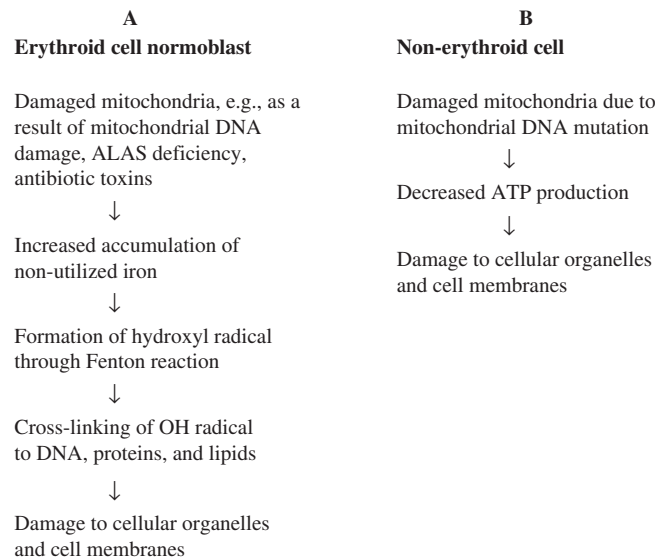 A
Erythroid cell normoblast
Damaged mitochondria, e.g., as a
result of mitochondrial DNA
damage, ALAS deficiency,
antibiotic toxins
↓
Increased accumulation of
non-utilized iron
↓
Formation of hydroxyl radical
through Fenton reaction
↓
Cross-linking of OH radical
to DNA, proteins, and lipids
↓
Damage to cellular organelles
and cell membranes
B
Non-erythroid cell
Damaged mitochondria due to
mitochondrial DNA mutation
↓
Decreased ATP production
↓
Damage to cellular organelles
and cell membranes